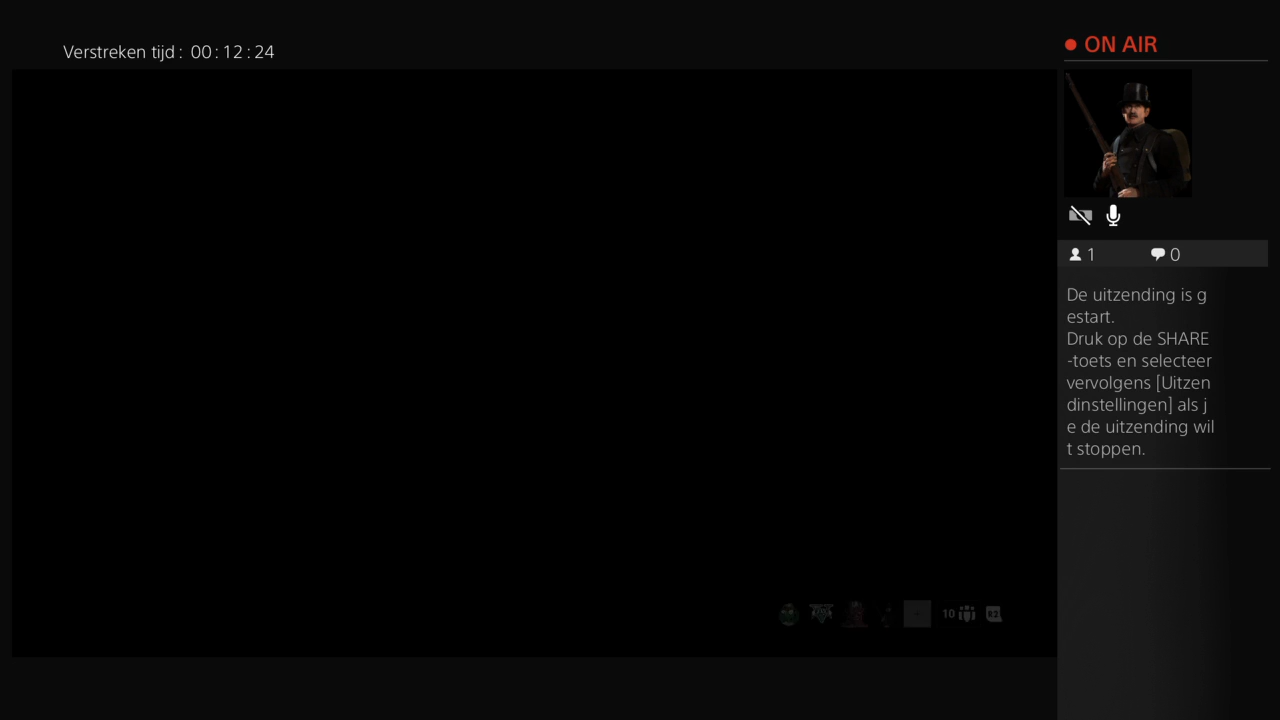 Verstreken tijd : 00 : 12 : 24
ON AIR
1
0
De uitzending is g
estart.
Druk op de SHARE
-toets en selecteer
vervolgens [Uitzen
dinstellingen] als j
e de uitzending wil
t stoppen.
10
R2